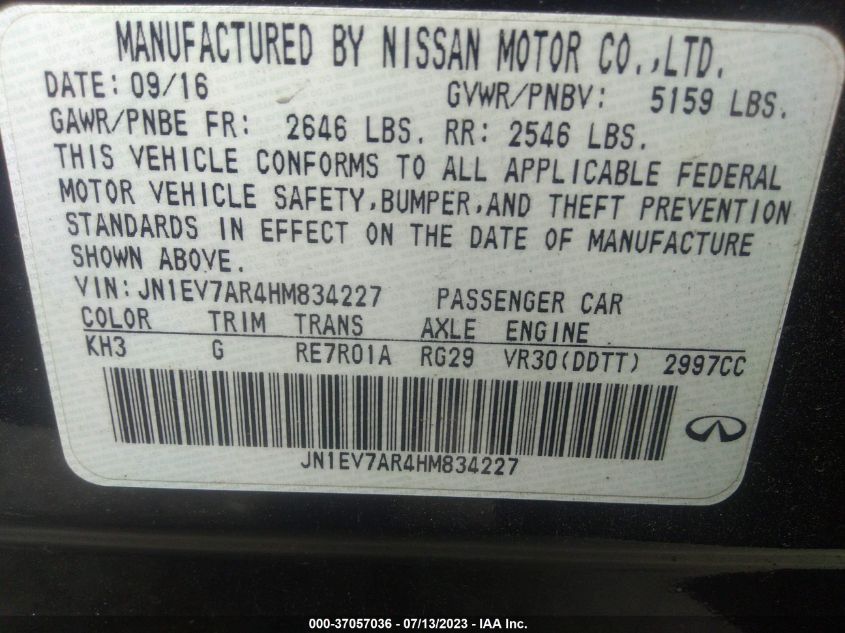 MANUFACTURED BY NISSAN MOTOR CO.,LTD.
DATE: 09/16 GVWR/PNBV: 5159 LBS.
GAWR/PNBE FR: 2646 LBS. RR: 2546 LBS.
THIS VEHICLE CONFORMS TO ALL APPLICABLE FEDERAL
MOTOR VEHICLE SAFETY,BUMPER,AND THEFT PREVENTION
STANDARDS IN EFFECT ON THE DATE OF MANUFACTURE
SHOWN ABOVE.
VIN: JN1EV7AR4HM834227 PASSENGER CAR
COLOR TRIM TRANS AXLE ENGINE
KH3 G RE7R01A RG29 VR30(DDTT) 2997CC
JN1EV7AR4HM834227
000-37057036 / 07/13/2023 - IAA Inc.